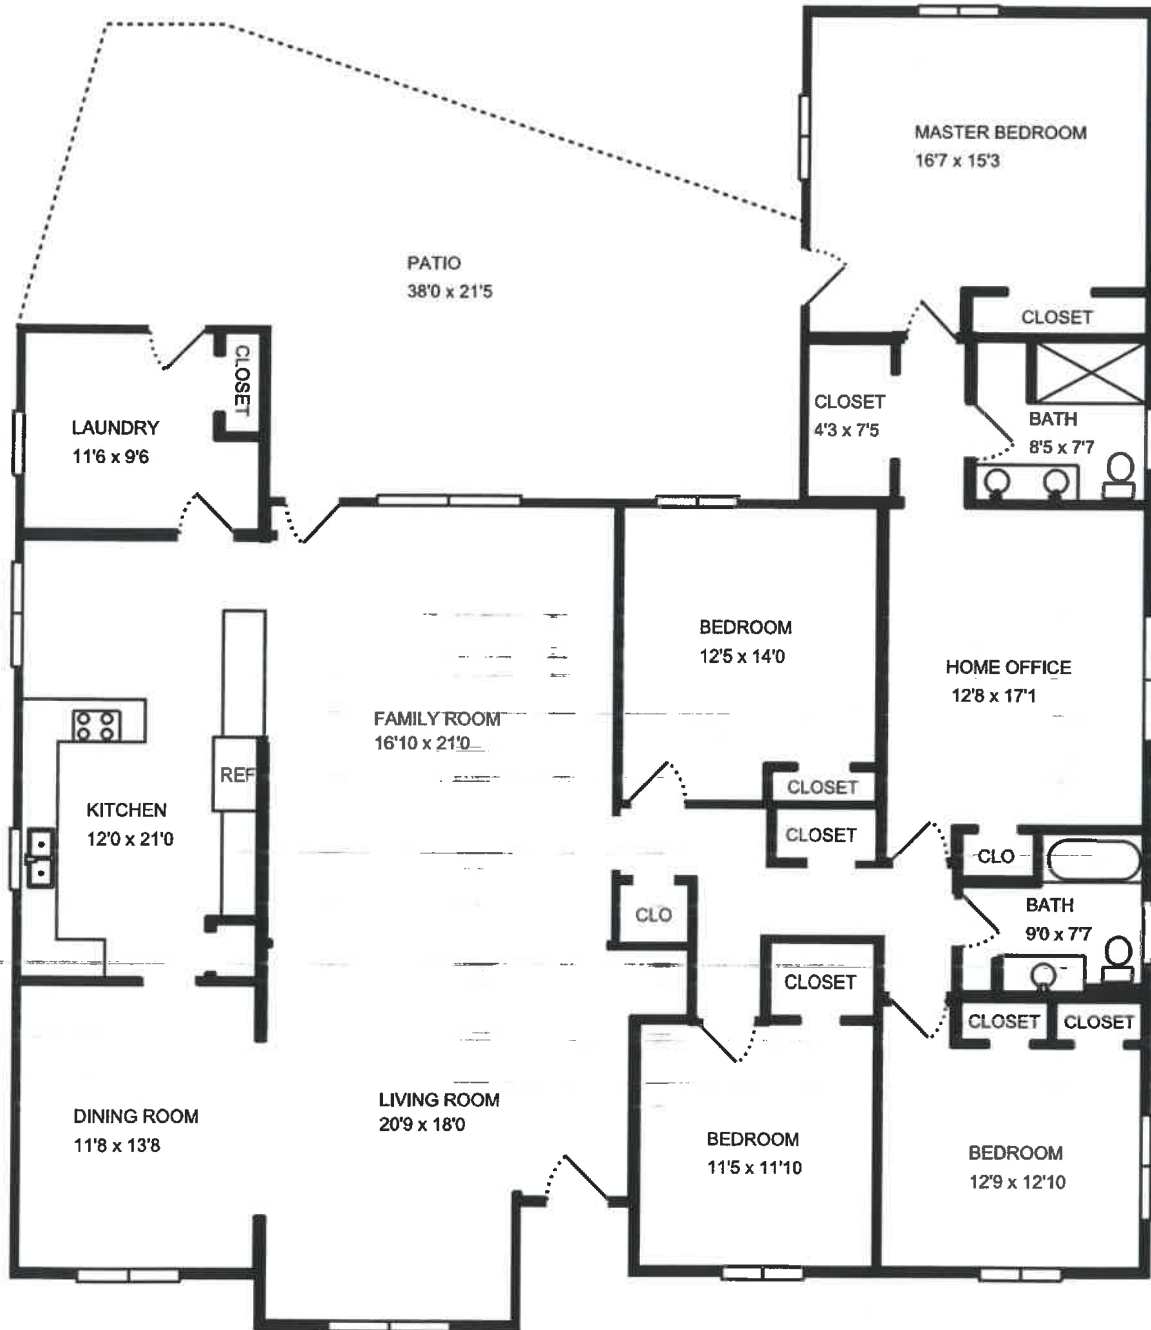 MASTER BEDROOM
16'7 x 15'3
PATIO
38'0 x 21'5
CLOSET
CLOSET
LAUNDRY
11'6 x 9'6
CLOSET
4'3 x 7'5
BATH
8'5 x 7'7
BEDROOM
12'5 x 14'0
HOME OFFICE
12'8 x 17'1
FAMILY ROOM
16'10 x 21'0
REF
CLOSET
KITCHEN
12'0 x 21'0
CLOSET
CLO
CLO
BATH
9'0 x 7'7
CLOSET
CLOSET
CLOSET
DINING ROOM
11'8 x 13'8
LIVING ROOM
20'9 x 18'0
BEDROOM
11'5 x 11'10
BEDROOM
12'9 x 12'10